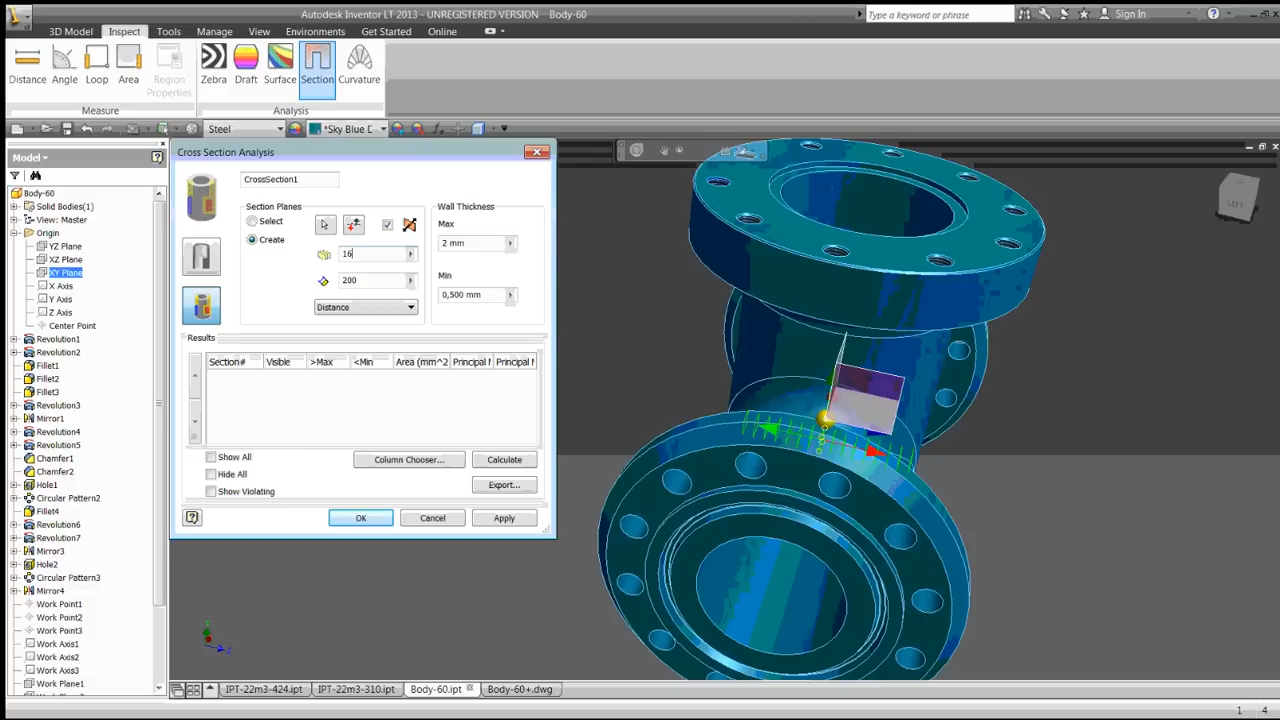 Autodesk Inventor LT 2013 - UNREGISTERED VERSION   Body-60
Type a keyword or phrase
Sign In
3D Model
Inspect
Tools
Manage
View
Environments
Get Started
Online
Distance
Angle
Loop
Area
Region Properties
Zebra
Draft
Surface
Section
Curvature
Measure
Analysis
Steel
*Sky Blue D
Model
Body-60
Solid Bodies(1)
View: Master
Origin
YZ Plane
XZ Plane
XY Plane
X Axis
Y Axis
Z Axis
Center Point
Revolution1
Revolution2
Fillet1
Fillet2
Fillet3
Revolution3
Mirror1
Revolution4
Revolution5
Chamfer1
Chamfer2
Hole1
Circular Pattern2
Fillet4
Revolution6
Revolution7
Mirror3
Hole2
Circular Pattern3
Mirror4
Work Point1
Work Point2
Work Point3
Work Axis1
Work Axis2
Work Axis3
Work Plane1
Cross Section Analysis
CrossSection1
Section Planes
Select
Create
16
200
Distance
Wall Thickness
Max
2 mm
Min
0,500 mm
Results
Section#
Visible
>Max
<Min
Area (mm^2
Principal M
Principal M
Show All
Hide All
Show Violating
Column Chooser...
Calculate
Export...
OK
Cancel
Apply
LEFT
Y
Z
IPT-22m3-424.ipt
IPT-22m3-310.ipt
Body-60.ipt
Body-60+.dwg
1
4